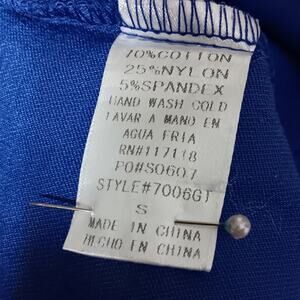 70% COTTON
25% NYLON
5% SPANDEX
HAND WASH COLD
LAVAR A MANO EN
AGUA FRIA
RN#117118
PO#S0607
STYLE#7006GT
S
MADE IN CHINA
HECHO EN CHINA